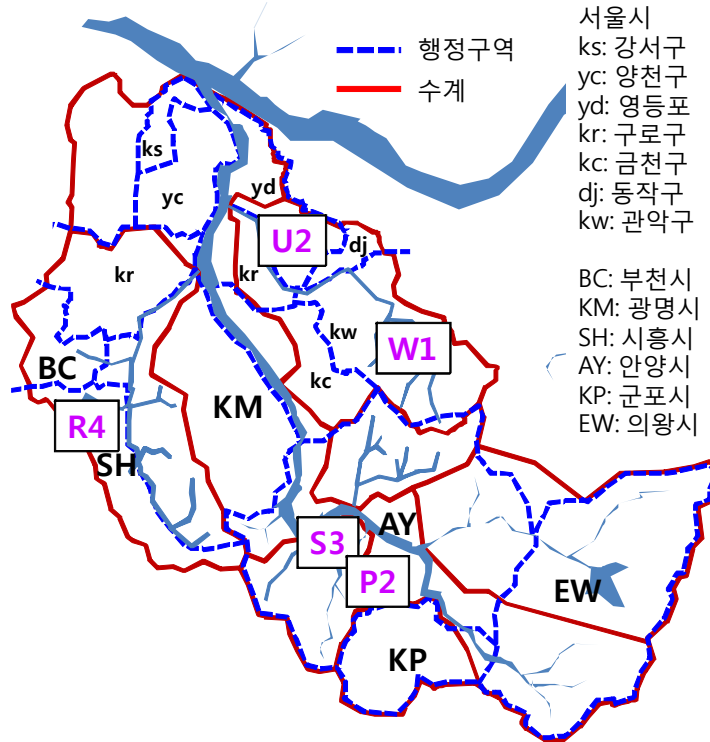 행정구역
수계
서울시
ks: 강서구
yc: 양천구
yd: 영등포
kr: 구로구
kc: 금천구
dj: 동작구
kw: 관악구
BC: 부천시
KM: 광명시
SH: 시흥시
AY: 안양시
KP: 군포시
EW: 의왕시
ks
yc
yd
U2
dj
kr
kr
kw
W1
BC
kc
KM
R4
SH
AY
S3
P2
EW
KP